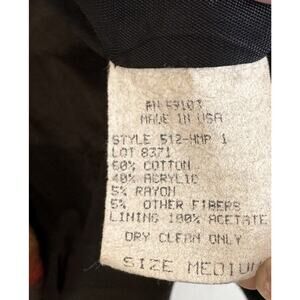 RN 59103
MADE IN USA
STYLE 512-HMP 1
LOT 8371
60% COTTON
40% ACRYLIC
5% RAYON
5% OTHER FIBERS
LINING 100% ACETATE
DRY CLEAN ONLY
SIZE MEDIUM